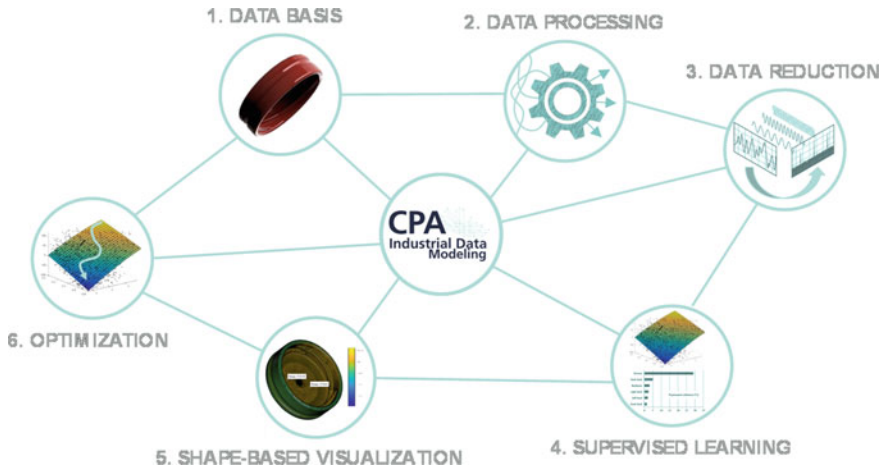 1. DATA BASIS
2. DATA PROCESSING
3. DATA REDUCTION
CPA
Industrial Data
Modeling
6. OPTIMIZATION
5. SHAPE-BASED VISUALIZATION
4. SUPERVISED LEARNING